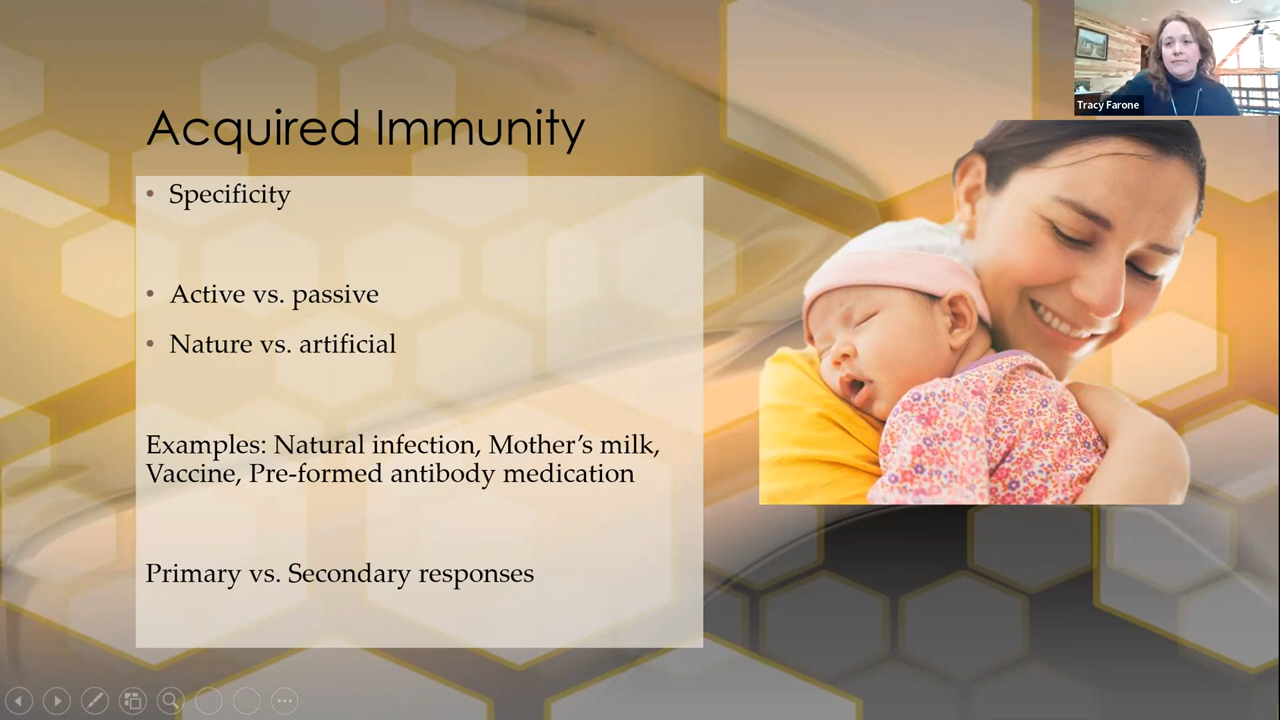 Tracy Farone
Acquired Immunity
• Specificity
• Active vs. passive
• Nature vs. artificial
Examples: Natural infection, Mother’s milk,
Vaccine, Pre-formed antibody medication
Primary vs. Secondary responses